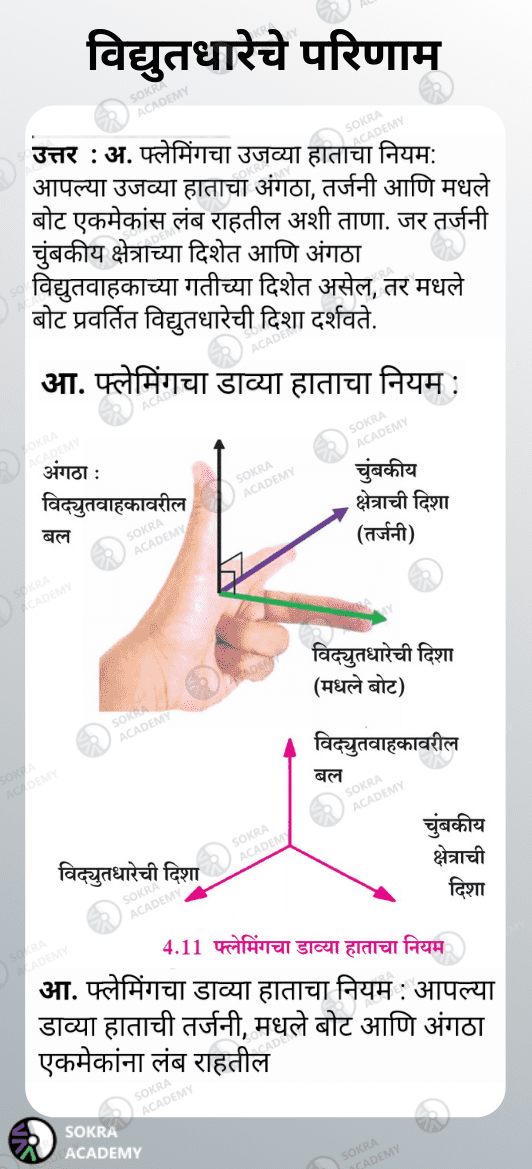 विद्युतधारेचे परिणाम
उत्तर : अ. फ्लेमिंगचा उजव्या हाताचा नियम:
आपल्या उजव्या हाताचा अंगठा, तर्जनी आणि मधले
बोट एकमेकांस लंब राहतील अशी ताणा. जर तर्जनी
चुंबकीय क्षेत्राच्या दिशेत आणि अंगठा
विद्युतवाहकाच्या गतीच्या दिशेत असेल, तर मधले
बोट प्रवर्तित विद्युतधारेची दिशा दर्शवते.
आ. फ्लेमिंगचा डाव्या हाताचा नियम :
अंगठा :
विद्युतवाहकावरील
बल
चुंबकीय
क्षेत्राची दिशा
(तर्जनी)
विद्युतधारेची दिशा
(मधले बोट)
विद्युतवाहकावरील
बल
चुंबकीय
क्षेत्राची
दिशा
विद्युतधारेची दिशा
4.11 फ्लेमिंगचा डाव्या हाताचा नियम
आ. फ्लेमिंगचा डाव्या हाताचा नियम : आपल्या
डाव्या हाताची तर्जनी, मधले बोट आणि अंगठा
एकमेकांना लंब राहतील
SOKRA
ACADEMY